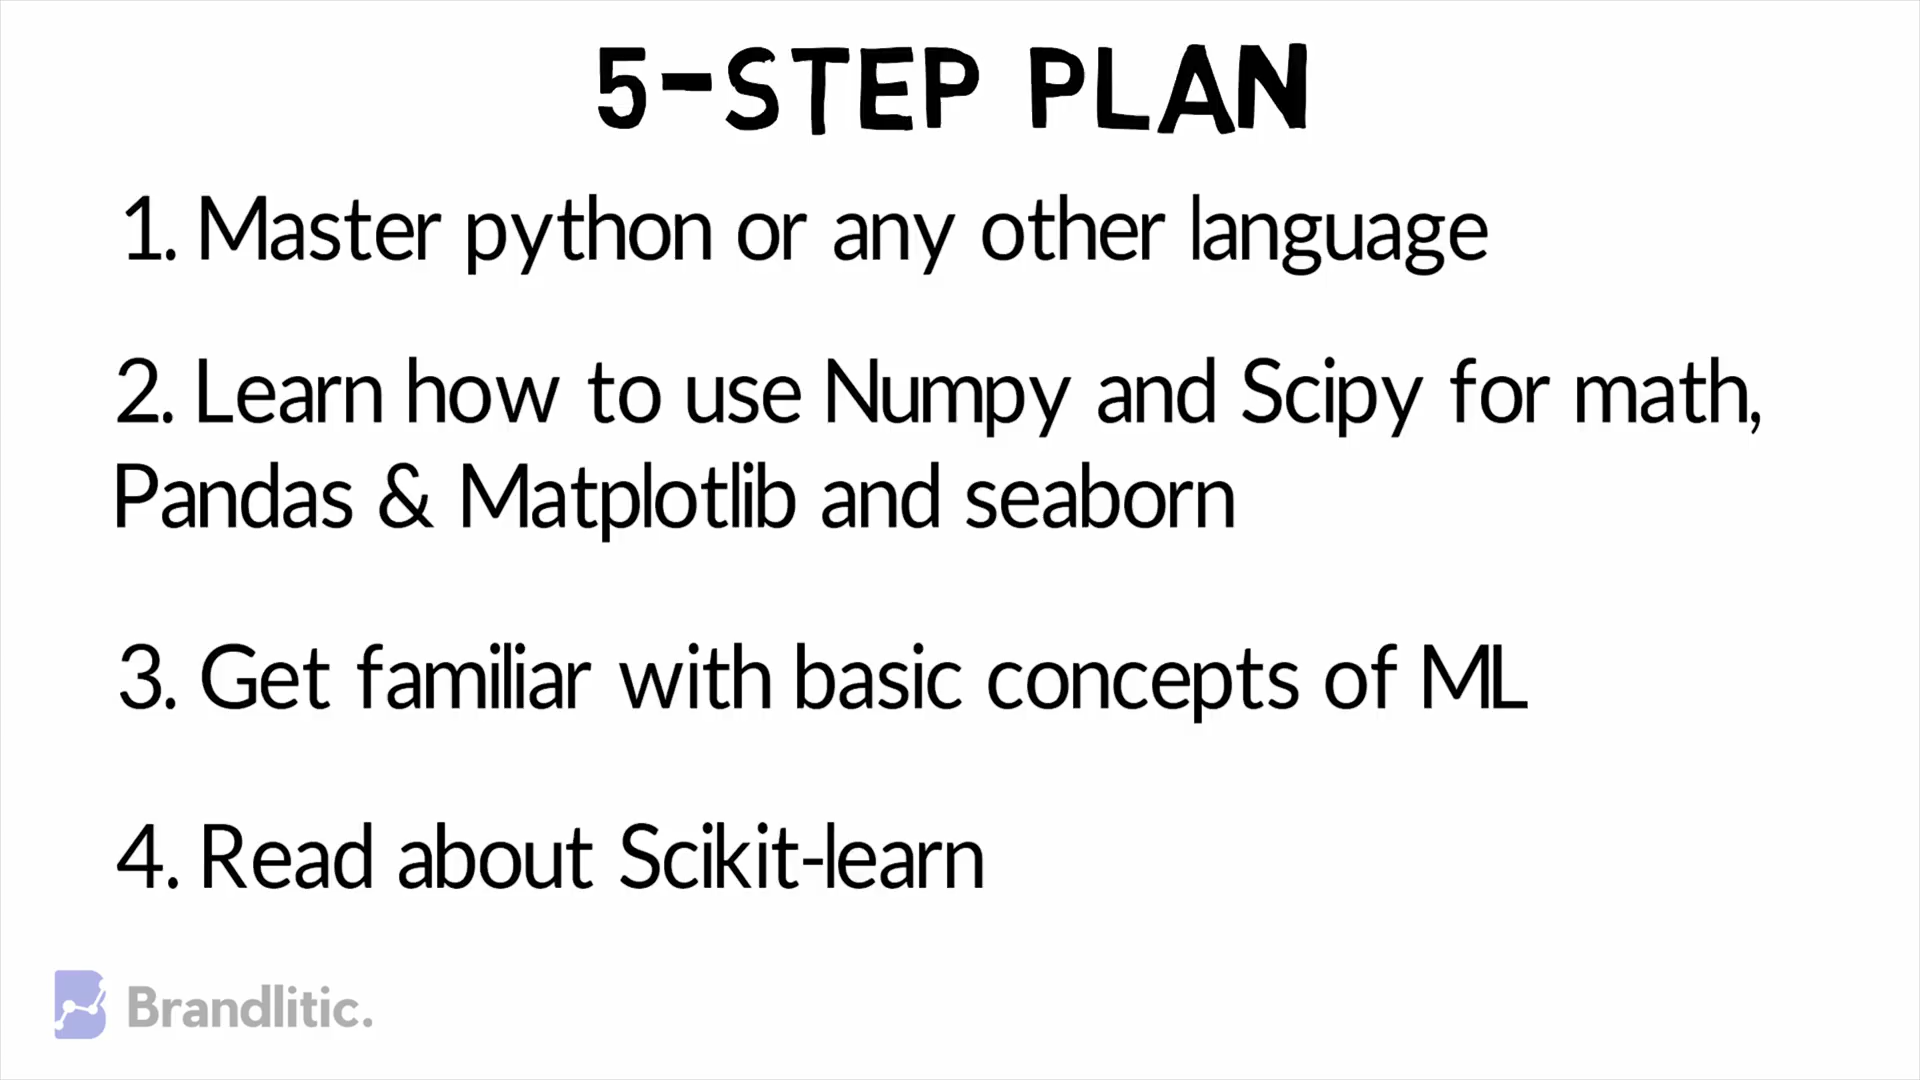 5-STEP PLAN
1. Master python or any other language
2. Learn how to use Numpy and Scipy for math,
Pandas & Matplotlib and seaborn
3. Get familiar with basic concepts of ML
4. Read about Scikit-learn
Brandlitic.